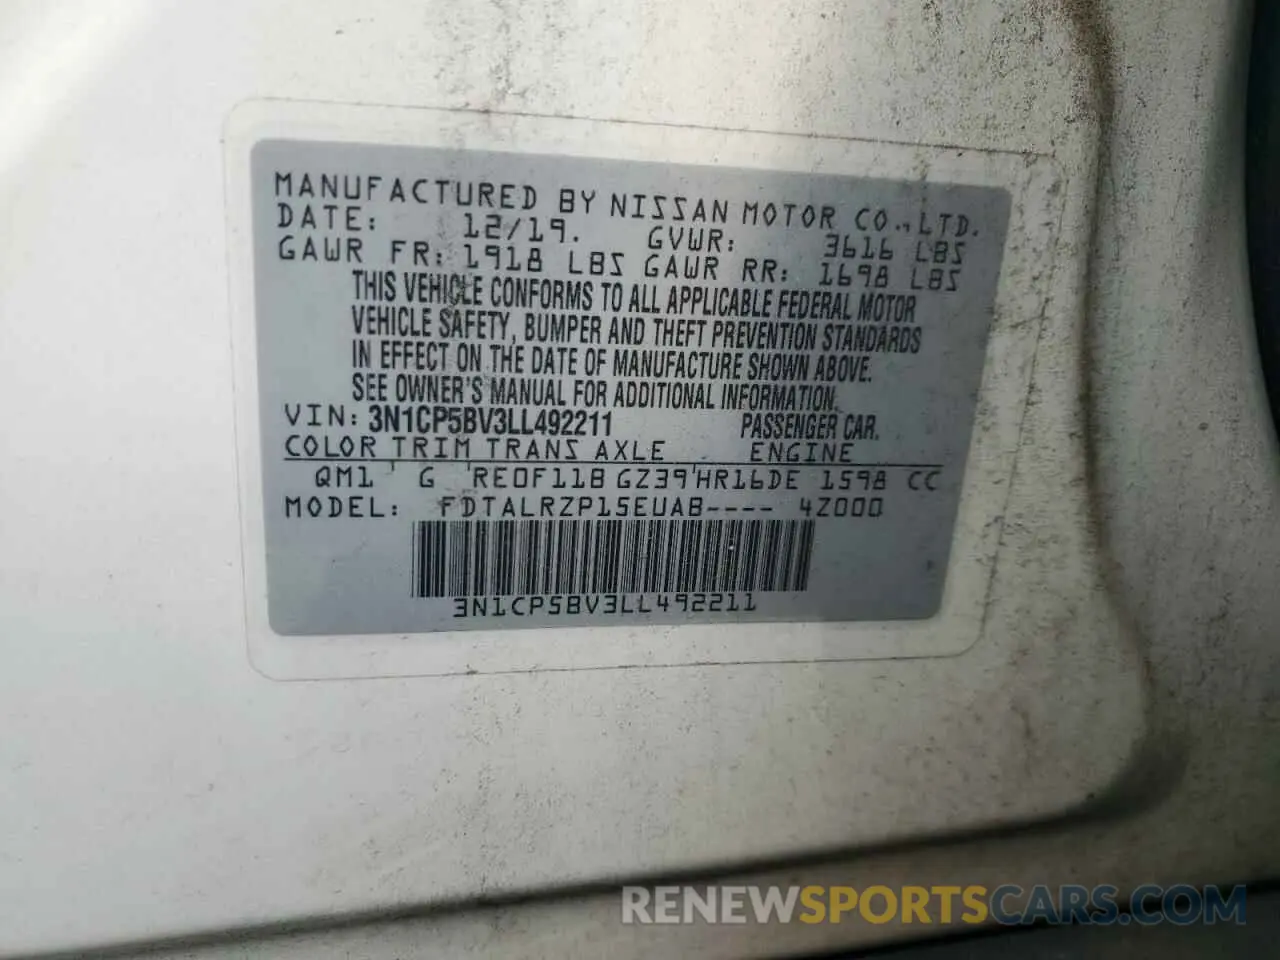 MANUFACTURED BY NISSAN MOTOR CO., LTD.
DATE: 12/19. GVWR: 3616 LBS
GAWR FR: 1918 LBS GAWR RR: 1698 LBS
THIS VEHICLE CONFORMS TO ALL APPLICABLE FEDERAL MOTOR
VEHICLE SAFETY, BUMPER AND THEFT PREVENTION STANDARDS
IN EFFECT ON THE DATE OF MANUFACTURE SHOWN ABOVE.
SEE OWNER'S MANUAL FOR ADDITIONAL INFORMATION.
VIN: 3N1CP5BV3LL492211 PASSENGER CAR.
COLOR TRIM TRANS AXLE ENGINE
QM1 G RE0F11B GZ39 HR16DE 1598 CC
MODEL: FDTALRZP15EUAB---- 4Z000
3N1CP5BV3LL492211
RENEWSPORTSCARS.COM